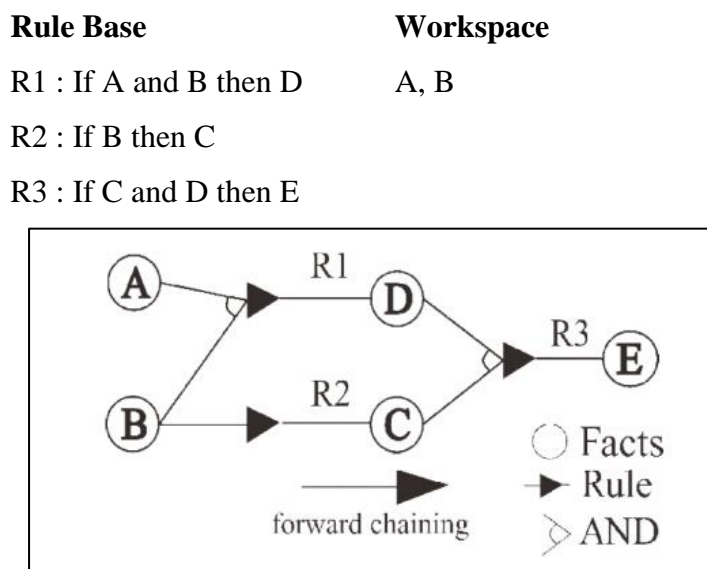 Rule Base Workspace
R1 : If A and B then D A, B
R2 : If B then C
R3 : If C and D then E
A R1 D
R3 E
B R2 C
Facts
Rule
forward chaining AND